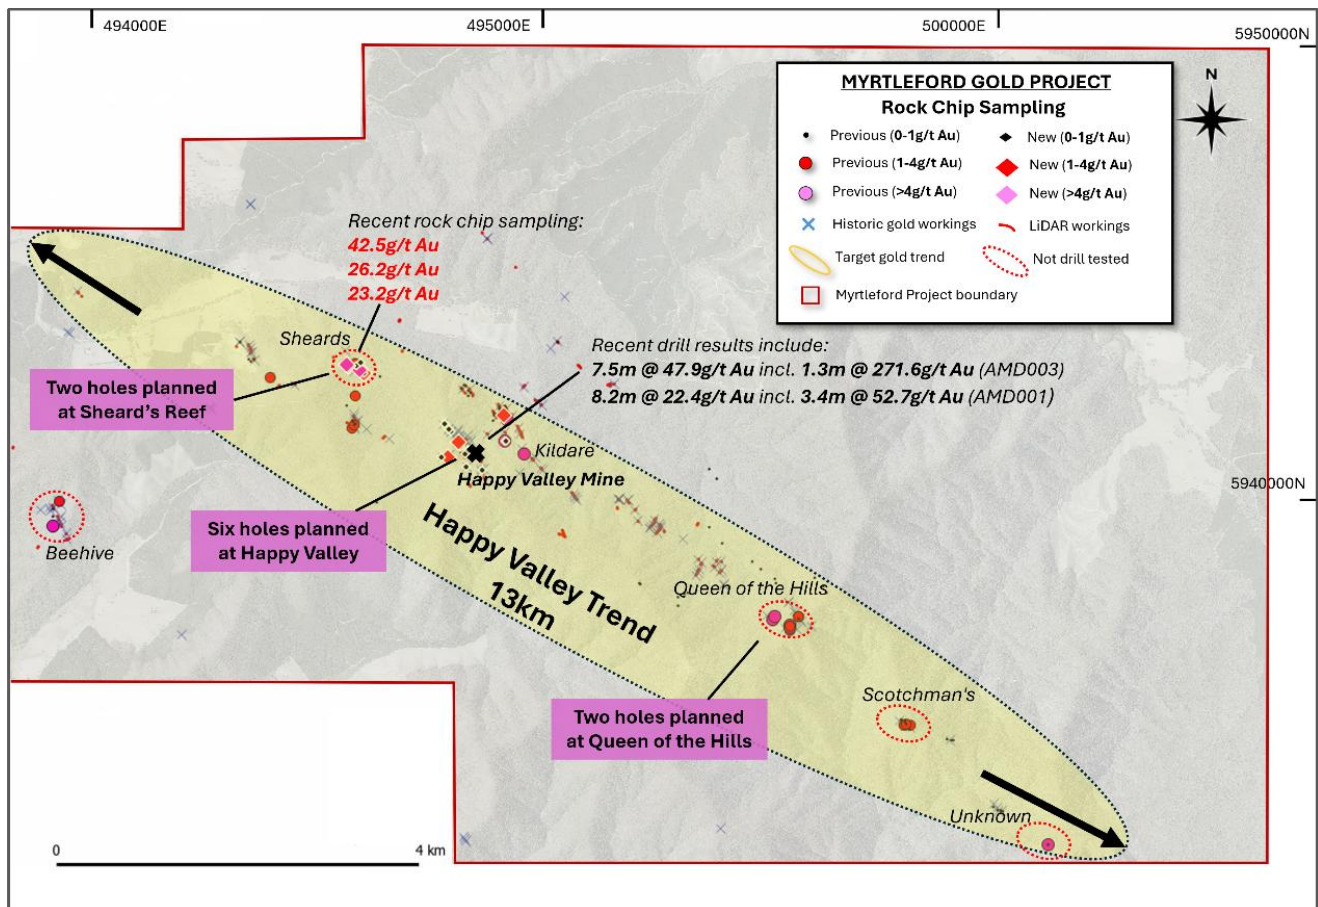 494000E
495000E
500000E
5950000N
MYRTLEFORD GOLD PROJECT
Rock Chip Sampling
Previous (0-1g/t Au)
New (0-1g/t Au)
Previous (1-4g/t Au)
New (1-4g/t Au)
Previous (>4g/t Au)
New (>4g/t Au)
Historic gold workings
LiDAR workings
Target gold trend
Not drill tested
Myrtleford Project boundary
N
Recent rock chip sampling:
42.5g/t Au
26.2g/t Au
23.2g/t Au
Sheards
Recent drill results include:
7.5m @ 47.9g/t Au incl. 1.3m @ 271.6g/t Au (AMD003)
8.2m @ 22.4g/t Au incl. 3.4m @ 52.7g/t Au (AMD001)
Two holes planned
at Sheard's Reef
Kildare
Happy Valley Mine
5940000N
Six holes planned
at Happy Valley
Beehive
Happy Valley Trend
13km
Queen of the Hills
Scotchman's
Two holes planned
at Queen of the Hills
Unknown
0
4 km